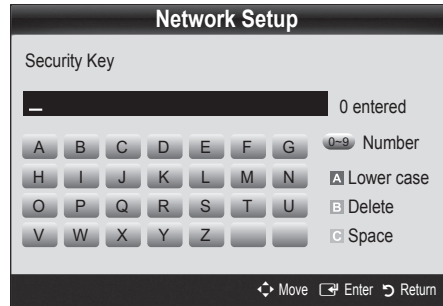 Network Setup
Security Key
0 entered
A B C D E F G 0~9 Number
H I J K L M N A Lower case
O P Q R S T U B Delete
V W X Y Z C Space
Move Enter Return